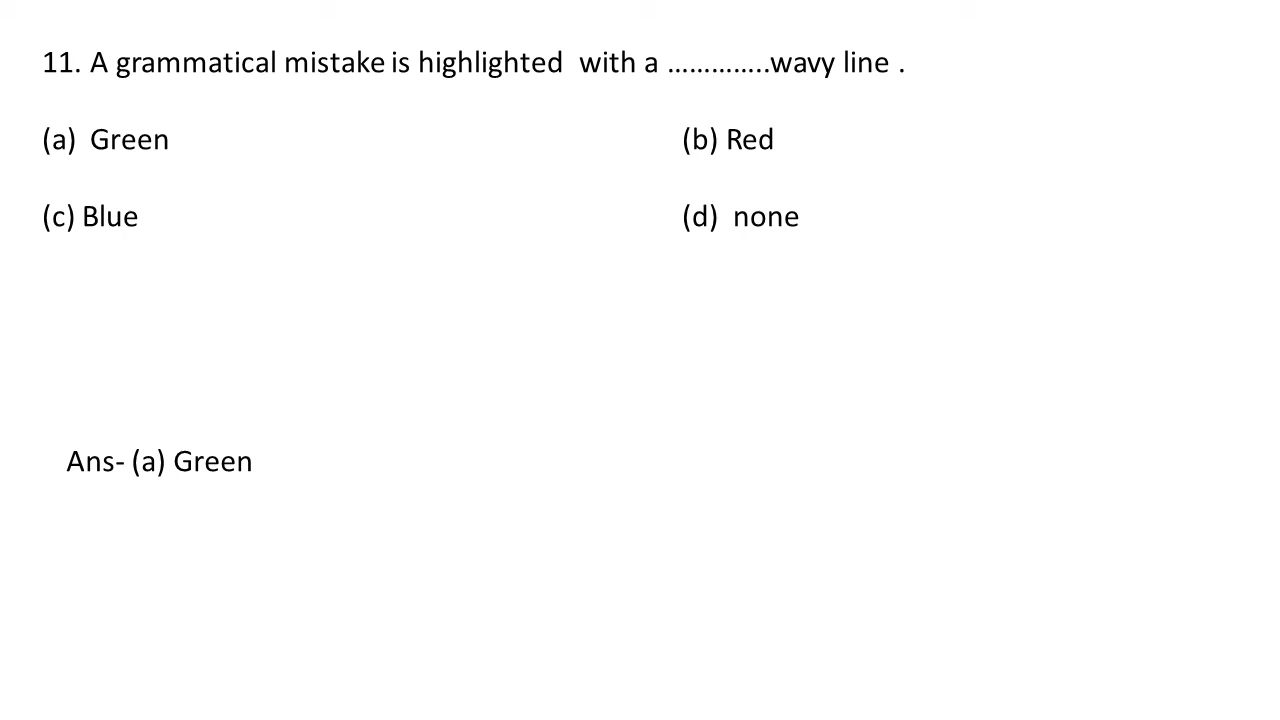 11. A grammatical mistake is highlighted  with a …………..wavy line .
(a)  Green (b) Red
(c) Blue (d)  none
Ans- (a) Green